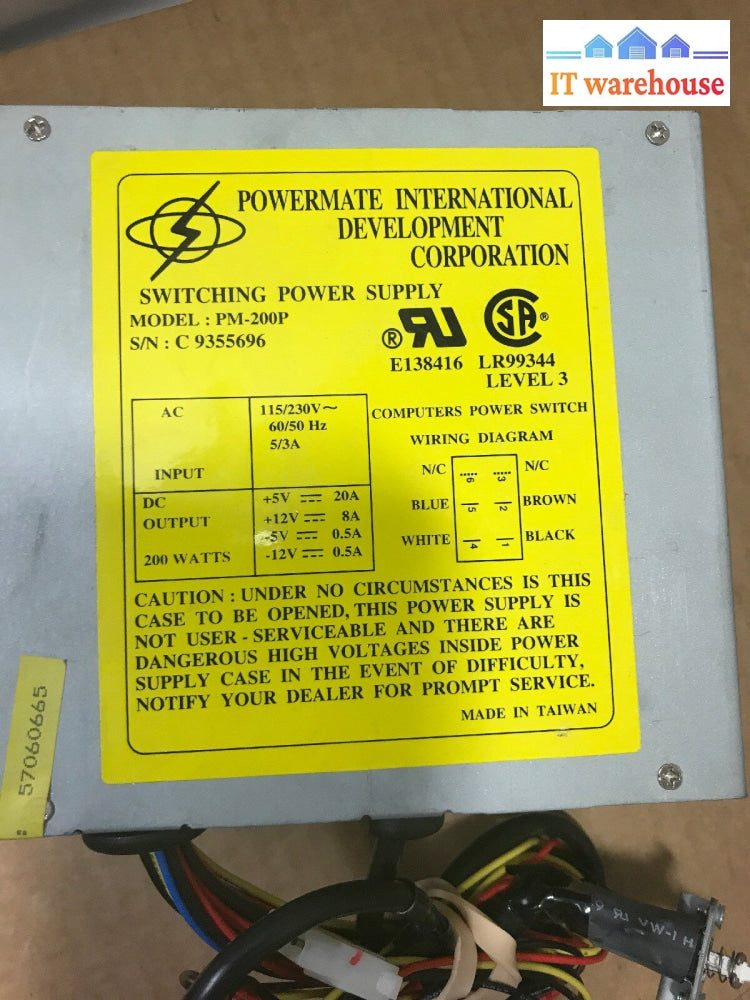 IT warehouse
POWERMATE INTERNATIONAL
DEVELOPMENT
CORPORATION
SWITCHING POWER SUPPLY
MODEL : PM-200P
S/N : C 9355696
E138416 LR99344
LEVEL 3
AC 115/230V~
60/50 Hz
5/3A
INPUT
DC
OUTPUT
200 WATTS
+5V 20A
+12V 8A
-5V 0.5A
-12V 0.5A
COMPUTERS POWER SWITCH
WIRING DIAGRAM
N/C 6 3 N/C
BLUE 5 2 BROWN
WHITE 4 1 BLACK
CAUTION : UNDER NO CIRCUMSTANCES IS THIS
CASE TO BE OPENED, THIS POWER SUPPLY IS
NOT USER - SERVICEABLE AND THERE ARE
DANGEROUS HIGH VOLTAGES INSIDE POWER
SUPPLY CASE IN THE EVENT OF DIFFICULTY,
NOTIFY YOUR DEALER FOR PROMPT SERVICE.
MADE IN TAIWAN
57060665